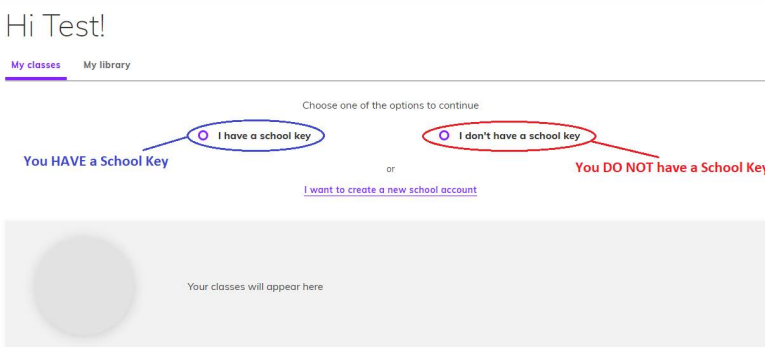 Hi Test!
My classes My library
Choose one of the options to continue
I have a school key I don't have a school key
You HAVE a School Key
You DO NOT have a School Key
or
I want to create a new school account
Your classes will appear here